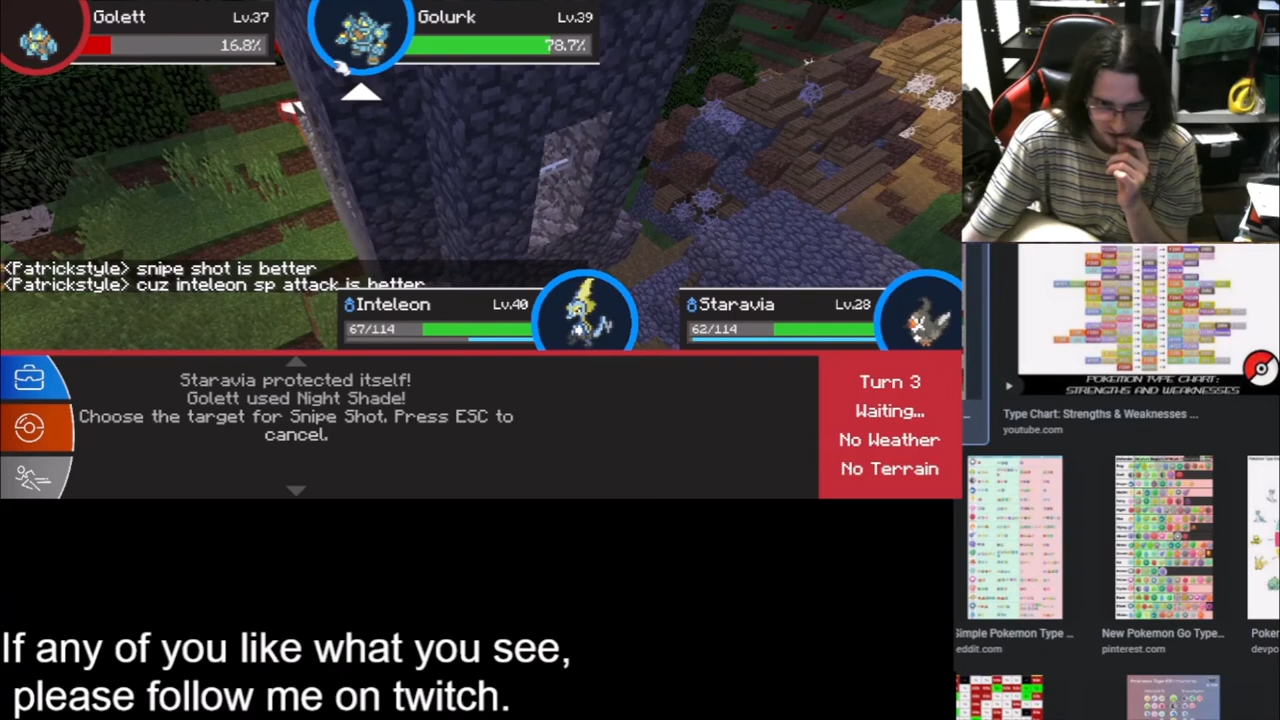 Golett Lv.37
16.8%
Golurk Lv.39
78.7%
<Patrickstyle> snipe shot is better
<Patrickstyle> cuz inteleon sp attack is better
Inteleon Lv.40
67/114
Staravia Lv.28
62/114
Staravia protected itself!
Golett used Night Shade!
Choose the target for Snipe Shot. Press ESC to
cancel.
Turn 3
Waiting...
No Weather
No Terrain
POKEMON TYPE CHART:
STRENGTHS AND WEAKNESSES
Type Chart: Strengths & Weaknesses ...
youtube.com
Simple Pokemon Type ...
eddit.com
New Pokemon Go Type...
pinterest.com
Poke
devpo
If any of you like what you see,
please follow me on twitch.